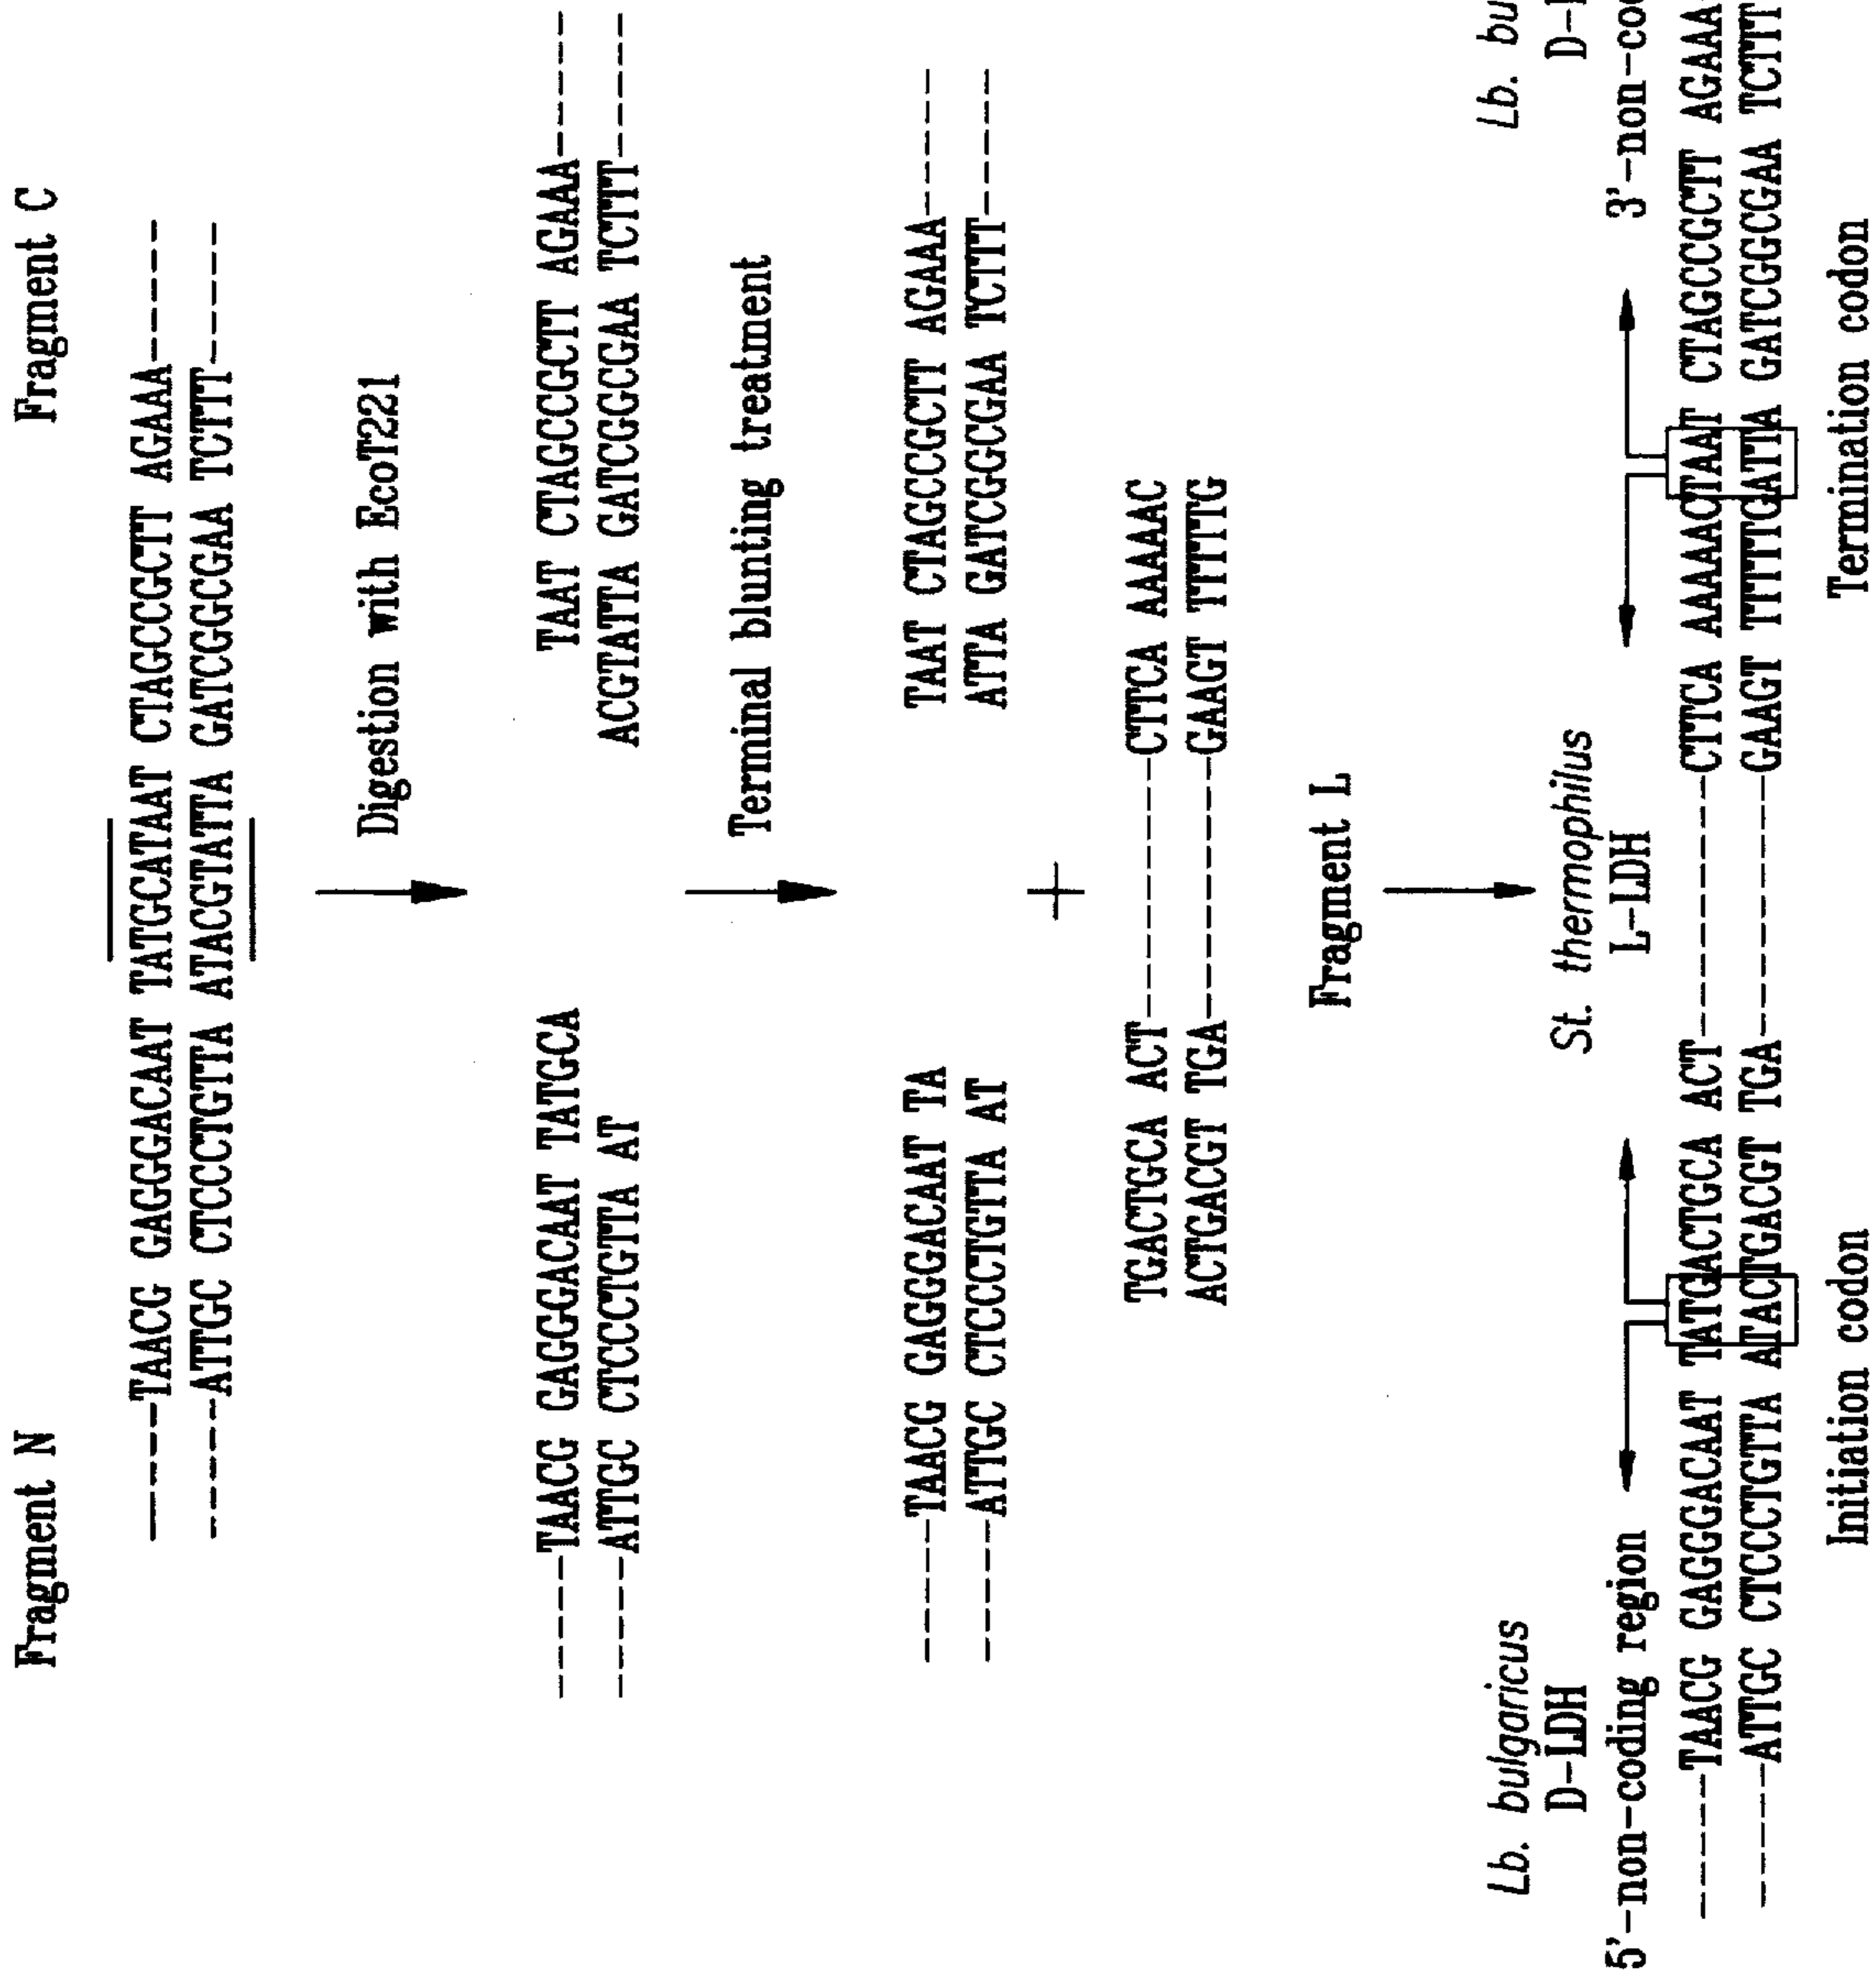 Fragment N Fragment C
-----TAACG GAGGGACAAT TATGCATAAT CTAGCCGCTT AGAAA-----
-----ATTGC CTCCCTGTTA ATACGTATTA GATCGGCGAA TCTTT-----
Digestion with EcoT221
-----TAACG GAGGGACAAT TATGCA TAAT CTAGCCGCTT AGAAA-----
-----ATTGC CTCCCTGTTA AT ACGTATTA GATCGGCGAA TCTTT-----
Terminal blunting treatment
-----TAACG GAGGGACAAT TA TAAT CTAGCCGCTT AGAAA-----
-----ATTGC CTCCCTGTTA AT ATTA GATCGGCGAA TCTTT-----
+
TGACTGCA ACT---------CTTCA AAAAAC
ACTGACGT TGA---------GAAGT TTTTTG
Fragment L
Lb. bulgaricus St. thermophilus Lb. bu
D-LDH L-LDH D-
5'-non-coding region 3'-non-co
-----TAACG GAGGGACAAT TATGACTGCA ACT---------CTTCA AAAAACTAAT CTAGCCGCTT AGAAA
-----ATTGC CTCCCTGTTA ATACTGACGT TGA---------GAAGT TTTTTGATTA GATCGGCGAA TCTTT
Initiation codon Termination codon